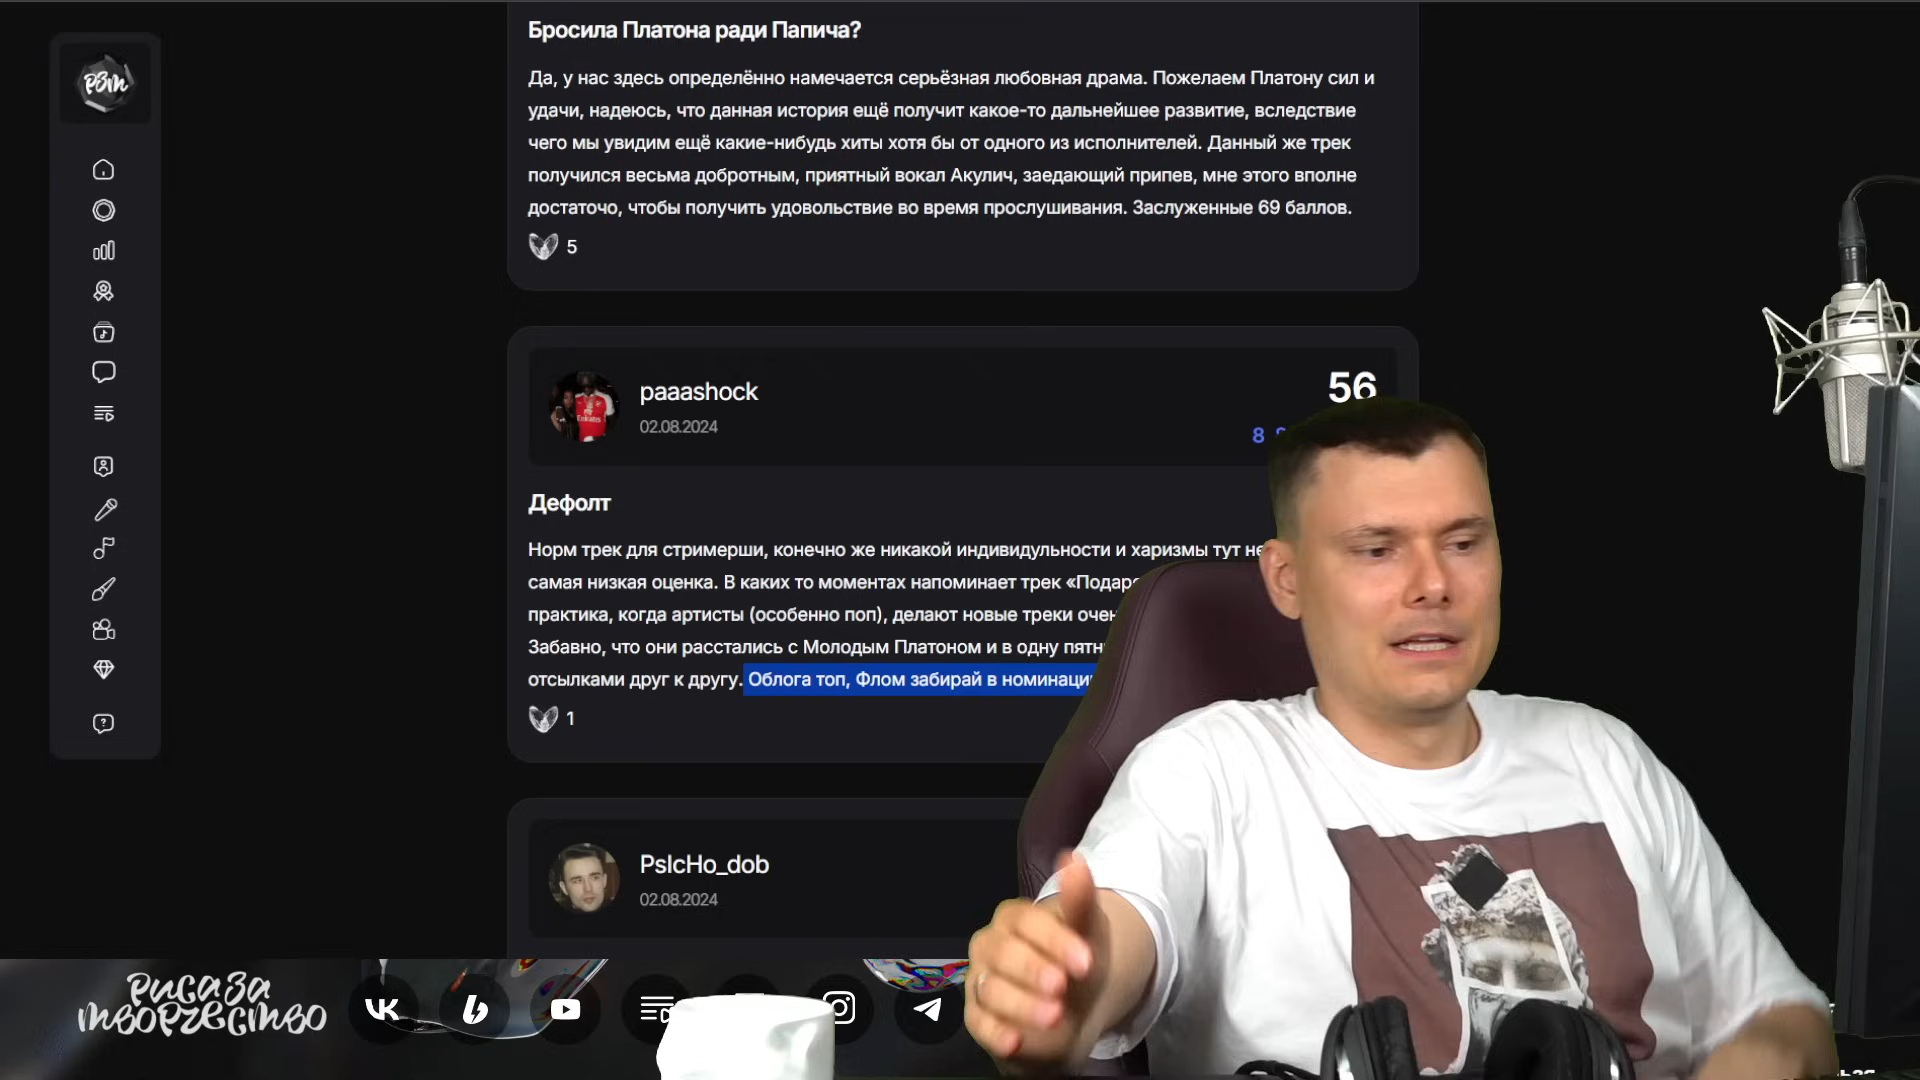 РЗТ
Бросила Платона ради Папича?
Да, у нас здесь определённо намечается серьёзная любовная драма. Пожелаем Платону сил и
удачи, надеюсь, что данная история ещё получит какое-то дальнейшее развитие, вследствие
чего мы увидим ещё какие-нибудь хиты хотя бы от одного из исполнителей. Данный же трек
получился весьма добротным, приятный вокал Акулич, заедающий припев, мне этого вполне
достаточо, чтобы получить удовольствие во время прослушивания. Заслуженные 69 баллов.
5
paaashock
56
02.08.2024
8
Дефолт
Норм трек для стримерши, конечно же никакой индивидульности и харизмы тут
самая низкая оценка. В каких то моментах напоминает трек
практика, когда артисты (особенно поп), делают новые треки
Забавно, что они расстались с Молодым Платоном и в одну
отсылками друг к другу. Облога топ, Флом забирай в
1
PsIcHo_dob
02.08.2024
РИСАЗА
ТВОРЧЕСТВО